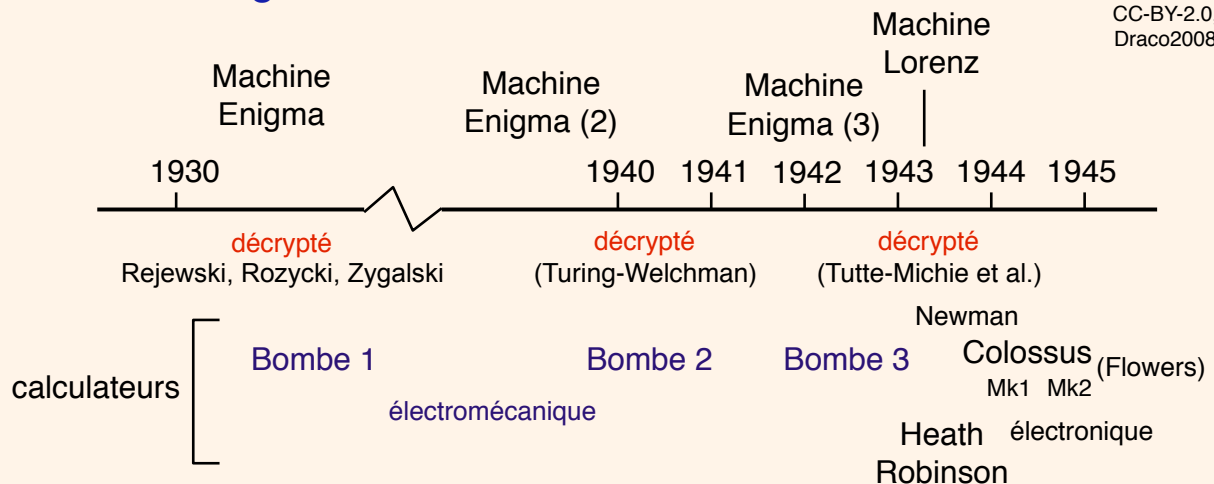 CC-BY-2.0
Draco2008
Machine
Lorenz
Machine
Enigma
Machine
Enigma (2)
Machine
Enigma (3)
1930
1940
1941
1942
1943
1944
1945
décrypté
Rejewski, Rozycki, Zygalski
décrypté
(Turing-Welchman)
décrypté
(Tutte-Michie et al.)
calculateurs
Bombe 1
électromécanique
Bombe 2
Bombe 3
Newman
Colossus (Flowers)
Mk1 Mk2
Heath
Robinson
électronique